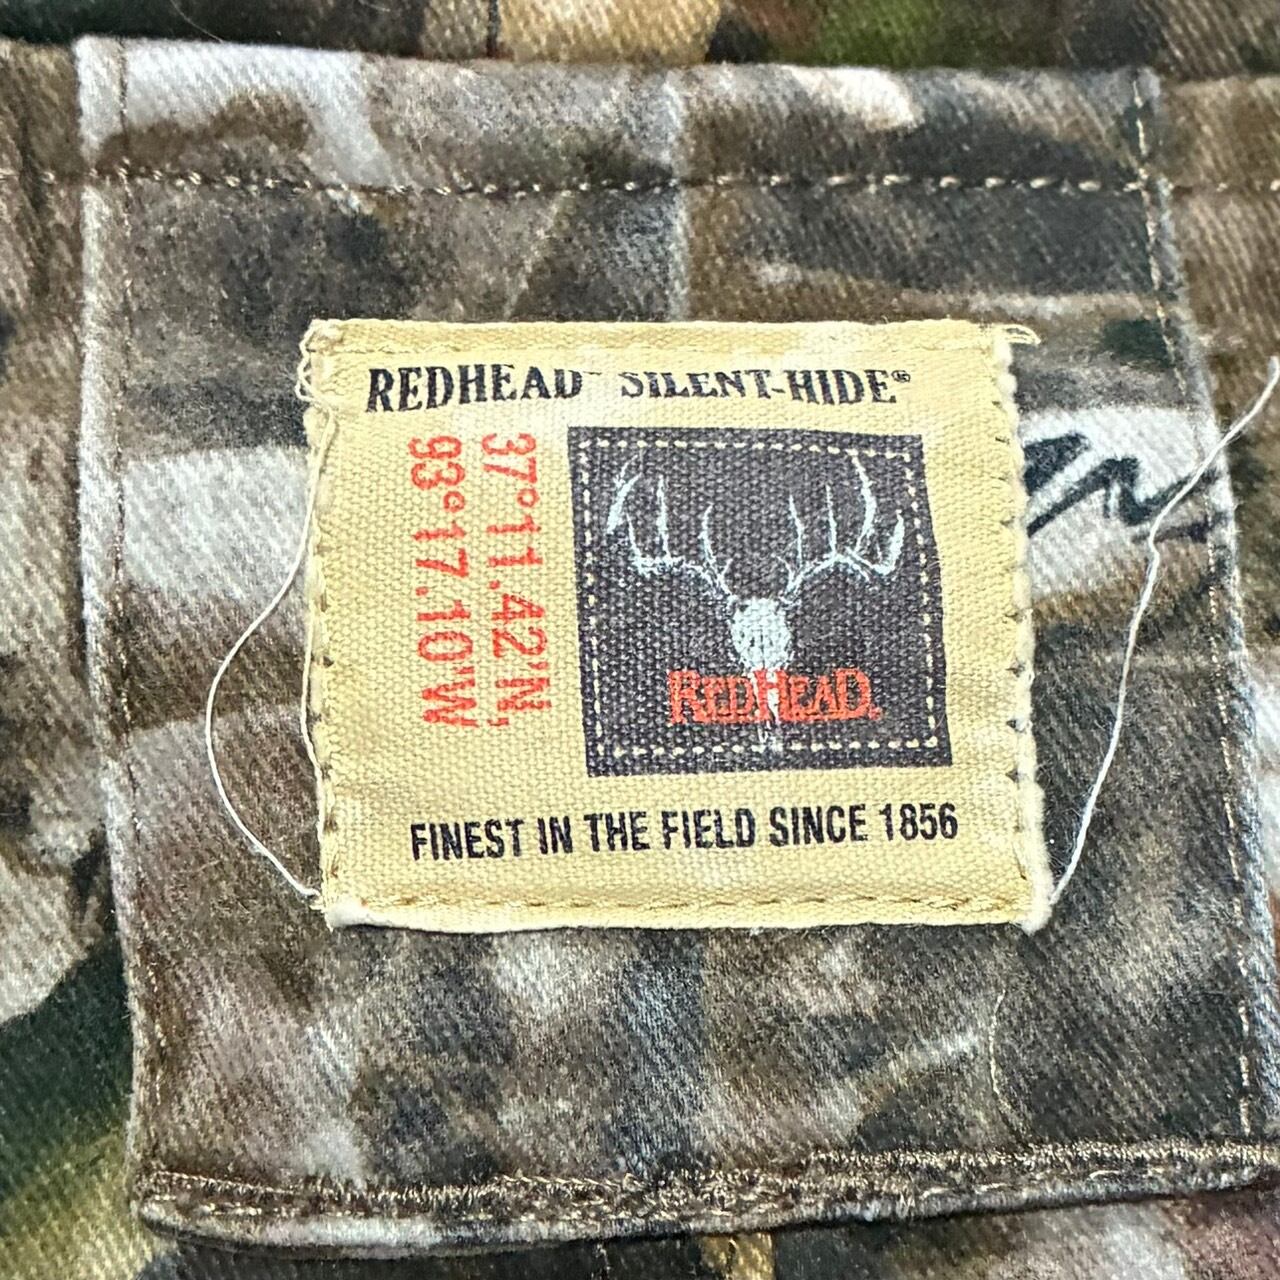 REDHEAD™ SILENT-HIDE®
37°11.42'N,
93°17.10'W
REDHEAD.
FINEST IN THE FIELD SINCE 1856